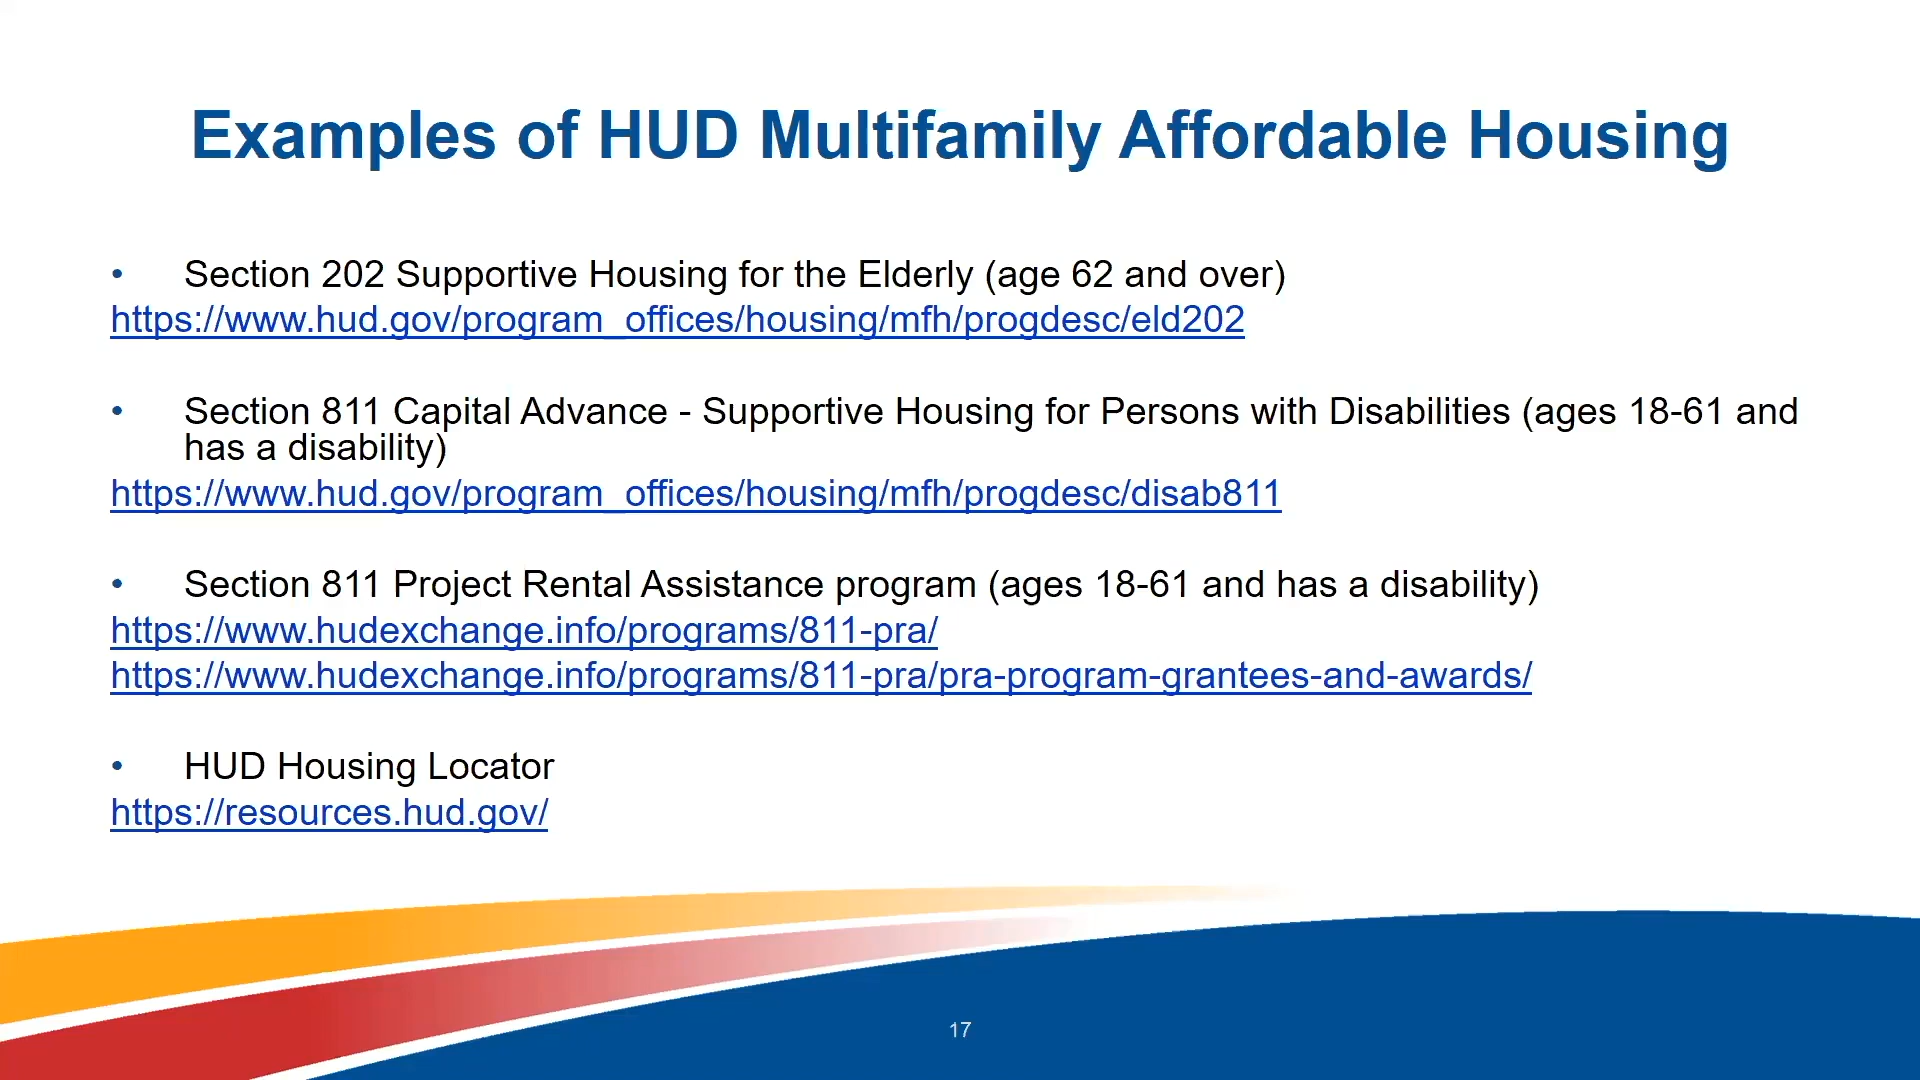 Examples of HUD Multifamily Affordable Housing
• Section 202 Supportive Housing for the Elderly (age 62 and over)
https://www.hud.gov/program_offices/housing/mfh/progdesc/eld202
• Section 811 Capital Advance - Supportive Housing for Persons with Disabilities (ages 18-61 and
has a disability)
https://www.hud.gov/program_offices/housing/mfh/progdesc/disab811
• Section 811 Project Rental Assistance program (ages 18-61 and has a disability)
https://www.hudexchange.info/programs/811-pra/
https://www.hudexchange.info/programs/811-pra/pra-program-grantees-and-awards/
• HUD Housing Locator
https://resources.hud.gov/
17